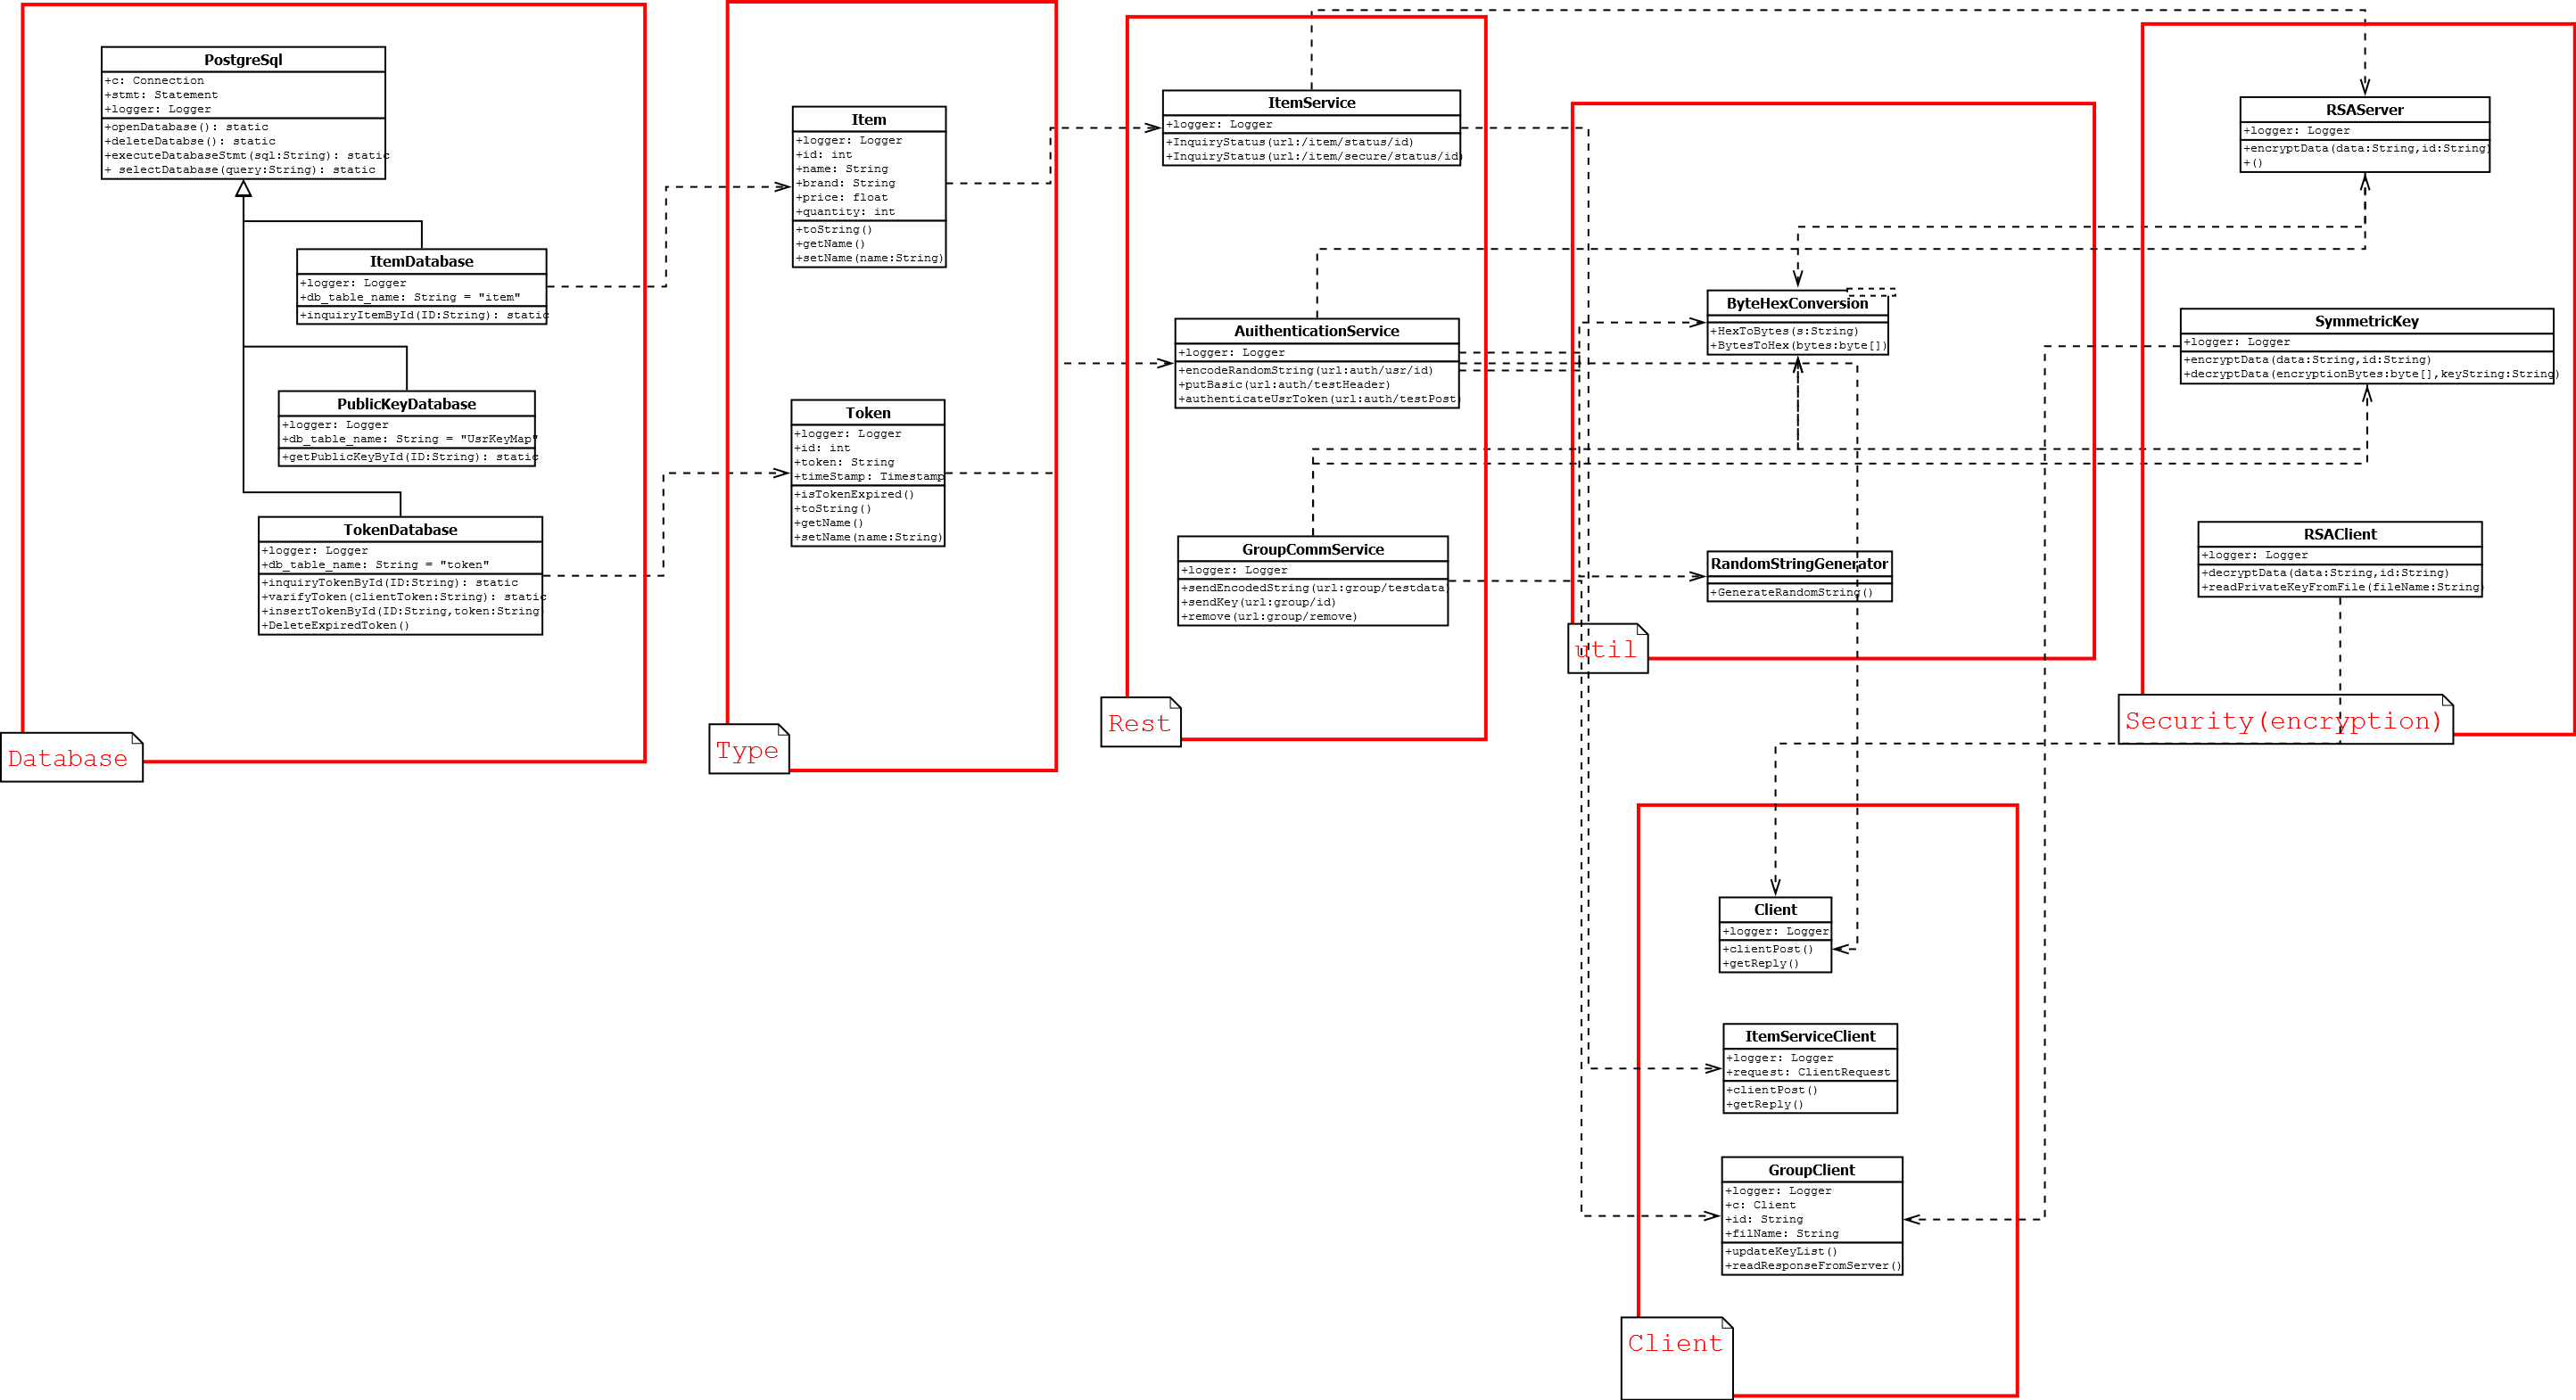 PostgreSql
+c: Connection
+stmt: Statement
+logger: Logger
+openDatabase(): static
+deleteDatabse(): static
+executeDatabaseStmt(sql:String): static
+ selectDatabase(query:String): static
ItemDatabase
+logger: Logger
+db_table_name: String = "item"
+inquiryItemById(ID:String): static
PublicKeyDatabase
+logger: Logger
+db_table_name: String = "UsrKeyMap"
+getPublicKeyById(ID:String): static
TokenDatabase
+logger: Logger
+db_table_name: String = "token"
+inquiryTokenById(ID:String): static
+varifyToken(clientToken:String): static
+insertTokenById(ID:String,token:String)
+DeleteExpiredToken()
Database
Item
+logger: Logger
+id: int
+name: String
+brand: String
+price: float
+quantity: int
+toString()
+getName()
+setName(name:String)
Token
+logger: Logger
+id: int
+token: String
+timeStamp: Timestamp
+isTokenExpired()
+toString()
+getName()
+setName(name:String)
Type
ItemService
+logger: Logger
+InquiryStatus(url:/item/status/id)
+InquiryStatus(url:/item/secure/status/id)
AuithenticationService
+logger: Logger
+encodeRandomString(url:auth/usr/id)
+putBasic(url:auth/testHeader)
+authenticateUsrToken(url:auth/testPost)
GroupCommService
+logger: Logger
+sendEncodedString(url:group/testdata)
+sendKey(url:group/id)
+remove(url:group/remove)
Rest
ByteHexConversion
+HexToBytes(s:String)
+BytesToHex(bytes:byte[])
RandomStringGenerator
+GenerateRandomString()
util
RSAServer
+logger: Logger
+encryptData(data:String,id:String)
+()
SymmetricKey
+logger: Logger
+encryptData(data:String,id:String)
+decryptData(encryptionBytes:byte[],keyString:String)
RSAClient
+logger: Logger
+decryptData(data:String,id:String)
+readPrivateKeyFromFile(fileName:String)
Security(encryption)
Client
+logger: Logger
+clientPost()
+getReply()
ItemServiceClient
+logger: Logger
+request: ClientRequest
+clientPost()
+getReply()
GroupClient
+logger: Logger
+c: Client
+id: String
+filName: String
+updateKeyList()
+readResponseFromServer()
Client